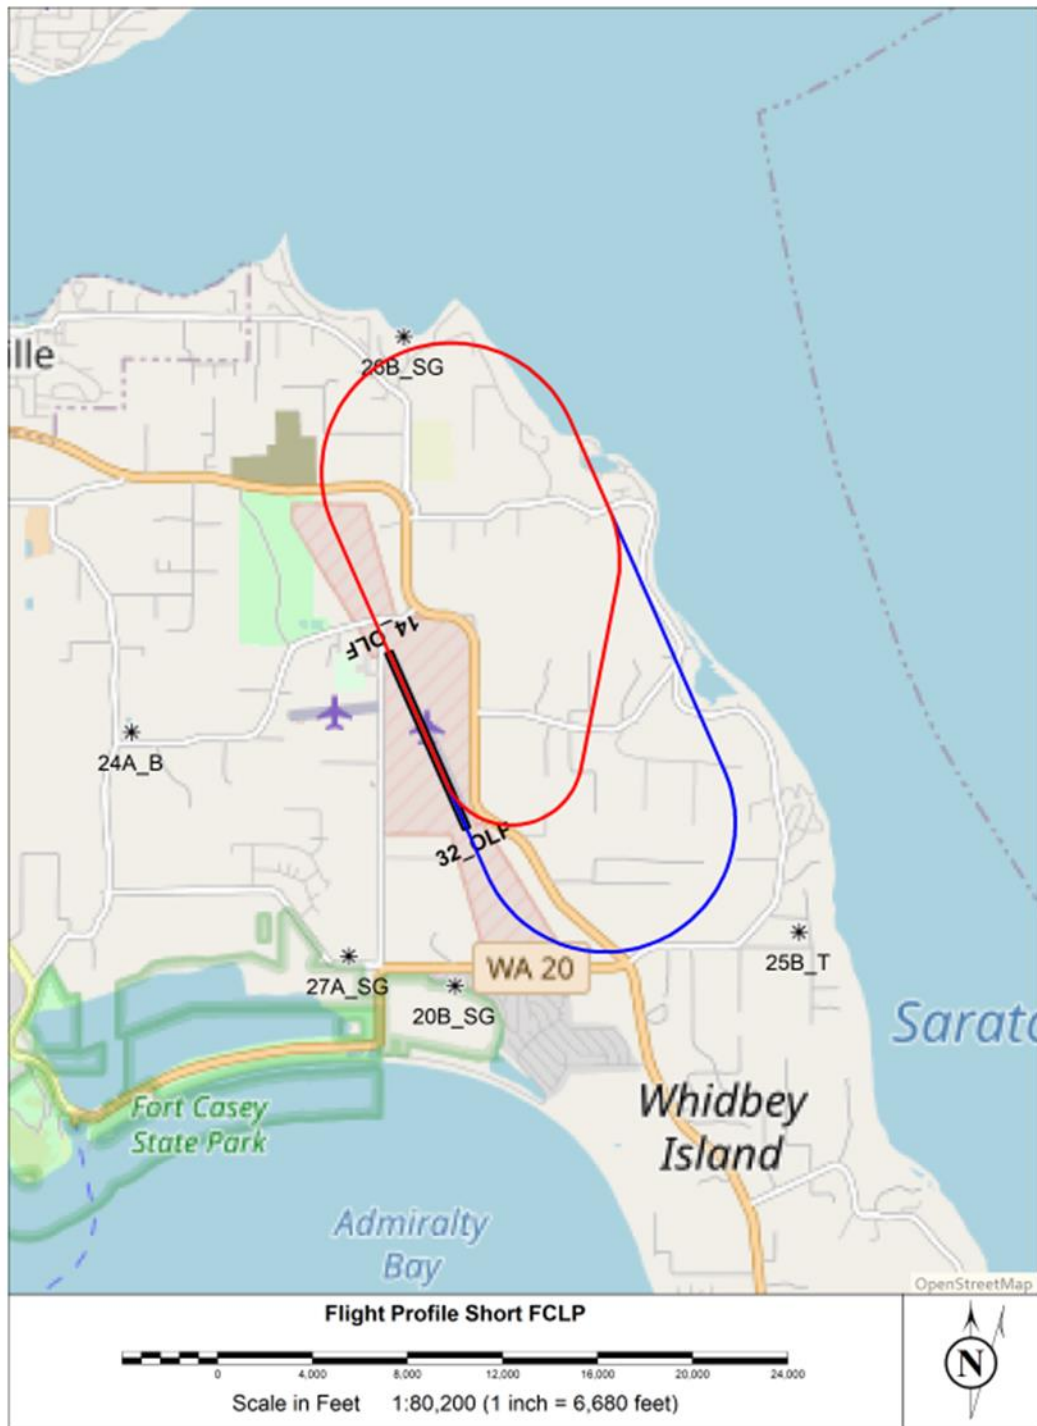 26B_SG
ille
14_OLF
24A_B
32_OLF
25B_T
WA 20
27A_SG
20B_SG
Sarato
Whidbey
Island
Fort Casey
State Park
Admiralty
Bay
OpenStreetMap
Flight Profile Short FCLP
0 4,000 8,000 12,000 16,000 20,000 24,000
Scale in Feet 1:80,200 (1 inch = 6,680 feet)
N